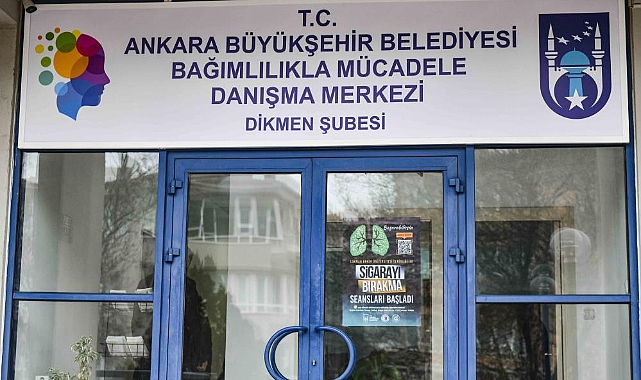 T.C.
ANKARA BÜYÜKŞEHİR BELEDİYESİ
BAĞIMLILIKLA MÜCADELE
DANIŞMA MERKEZİ
DİKMEN ŞUBESİ
SİGARAYI
BIRAKMA
SEANSLARI BAŞLADI